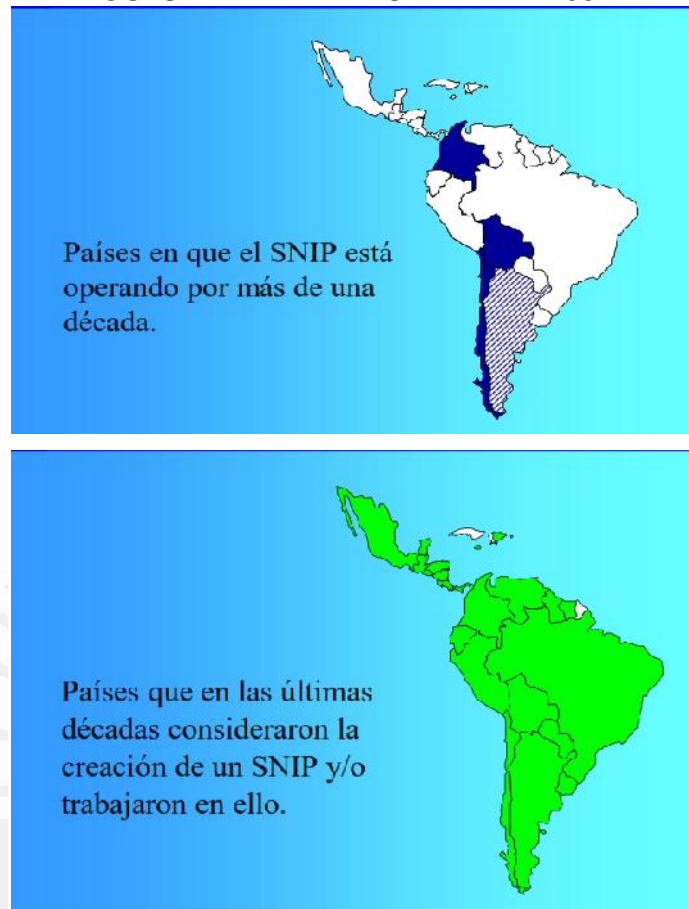 Países en que el SNIP está
operando por más de una
década.
Países que en las últimas
décadas consideraron la
creación de un SNIP y/o
trabajaron en ello.